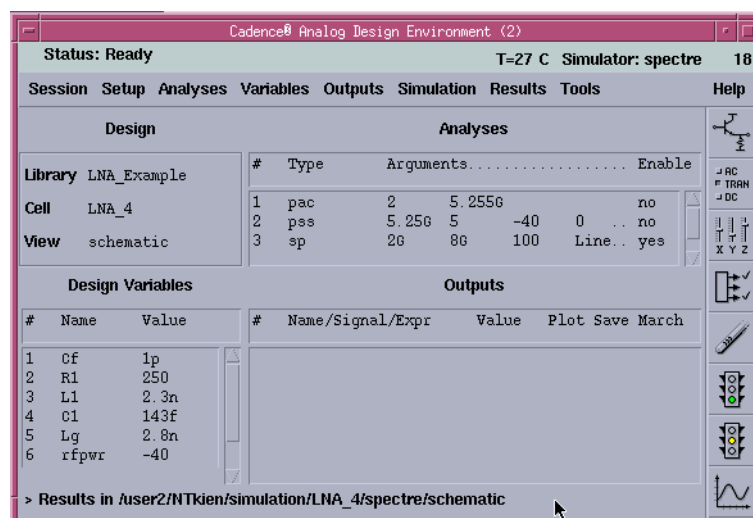 Cadence® Analog Design Environment (2)
Status: Ready T=27 C Simulator: spectre 18
Session Setup Analyses Variables Outputs Simulation Results Tools Help
Design
Library LNA_Example
Cell LNA_4
View schematic
Analyses
# Type Arguments.................. Enable
1 pac 2 5.255G no
2 pss 5.25G 5 -40 0 .. no
3 sp 2G 8G 100 Line.. yes
AC
TRAN
DC
X Y Z
Design Variables
# Name Value
1 Cf 1p
2 R1 250
3 L1 2.3n
4 C1 143f
5 Lg 2.8n
6 rfpwr -40
Outputs
# Name/Signal/Expr Value Plot Save March
> Results in /user2/NTkien/simulation/LNA_4/spectre/schematic